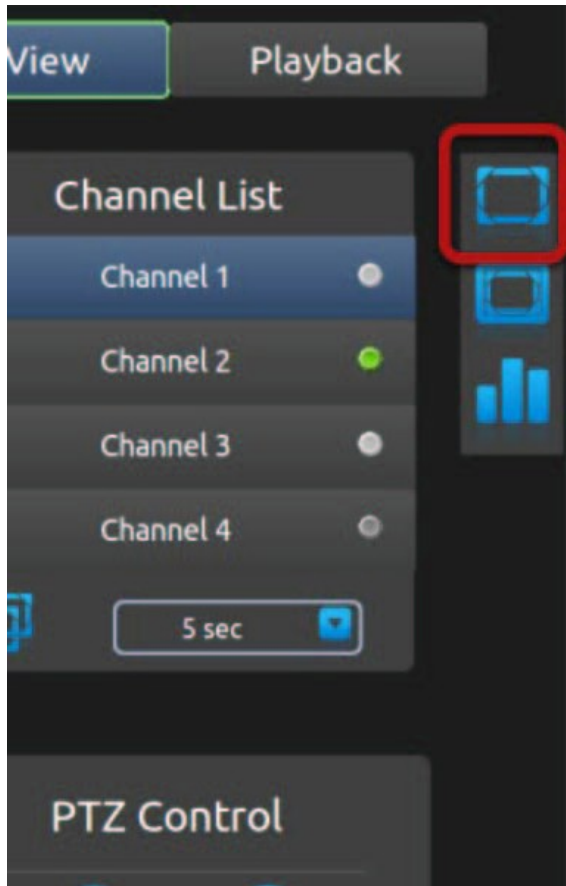 View
Playback
Channel List
Channel 1
Channel 2
Channel 3
Channel 4
5 sec
PTZ Control